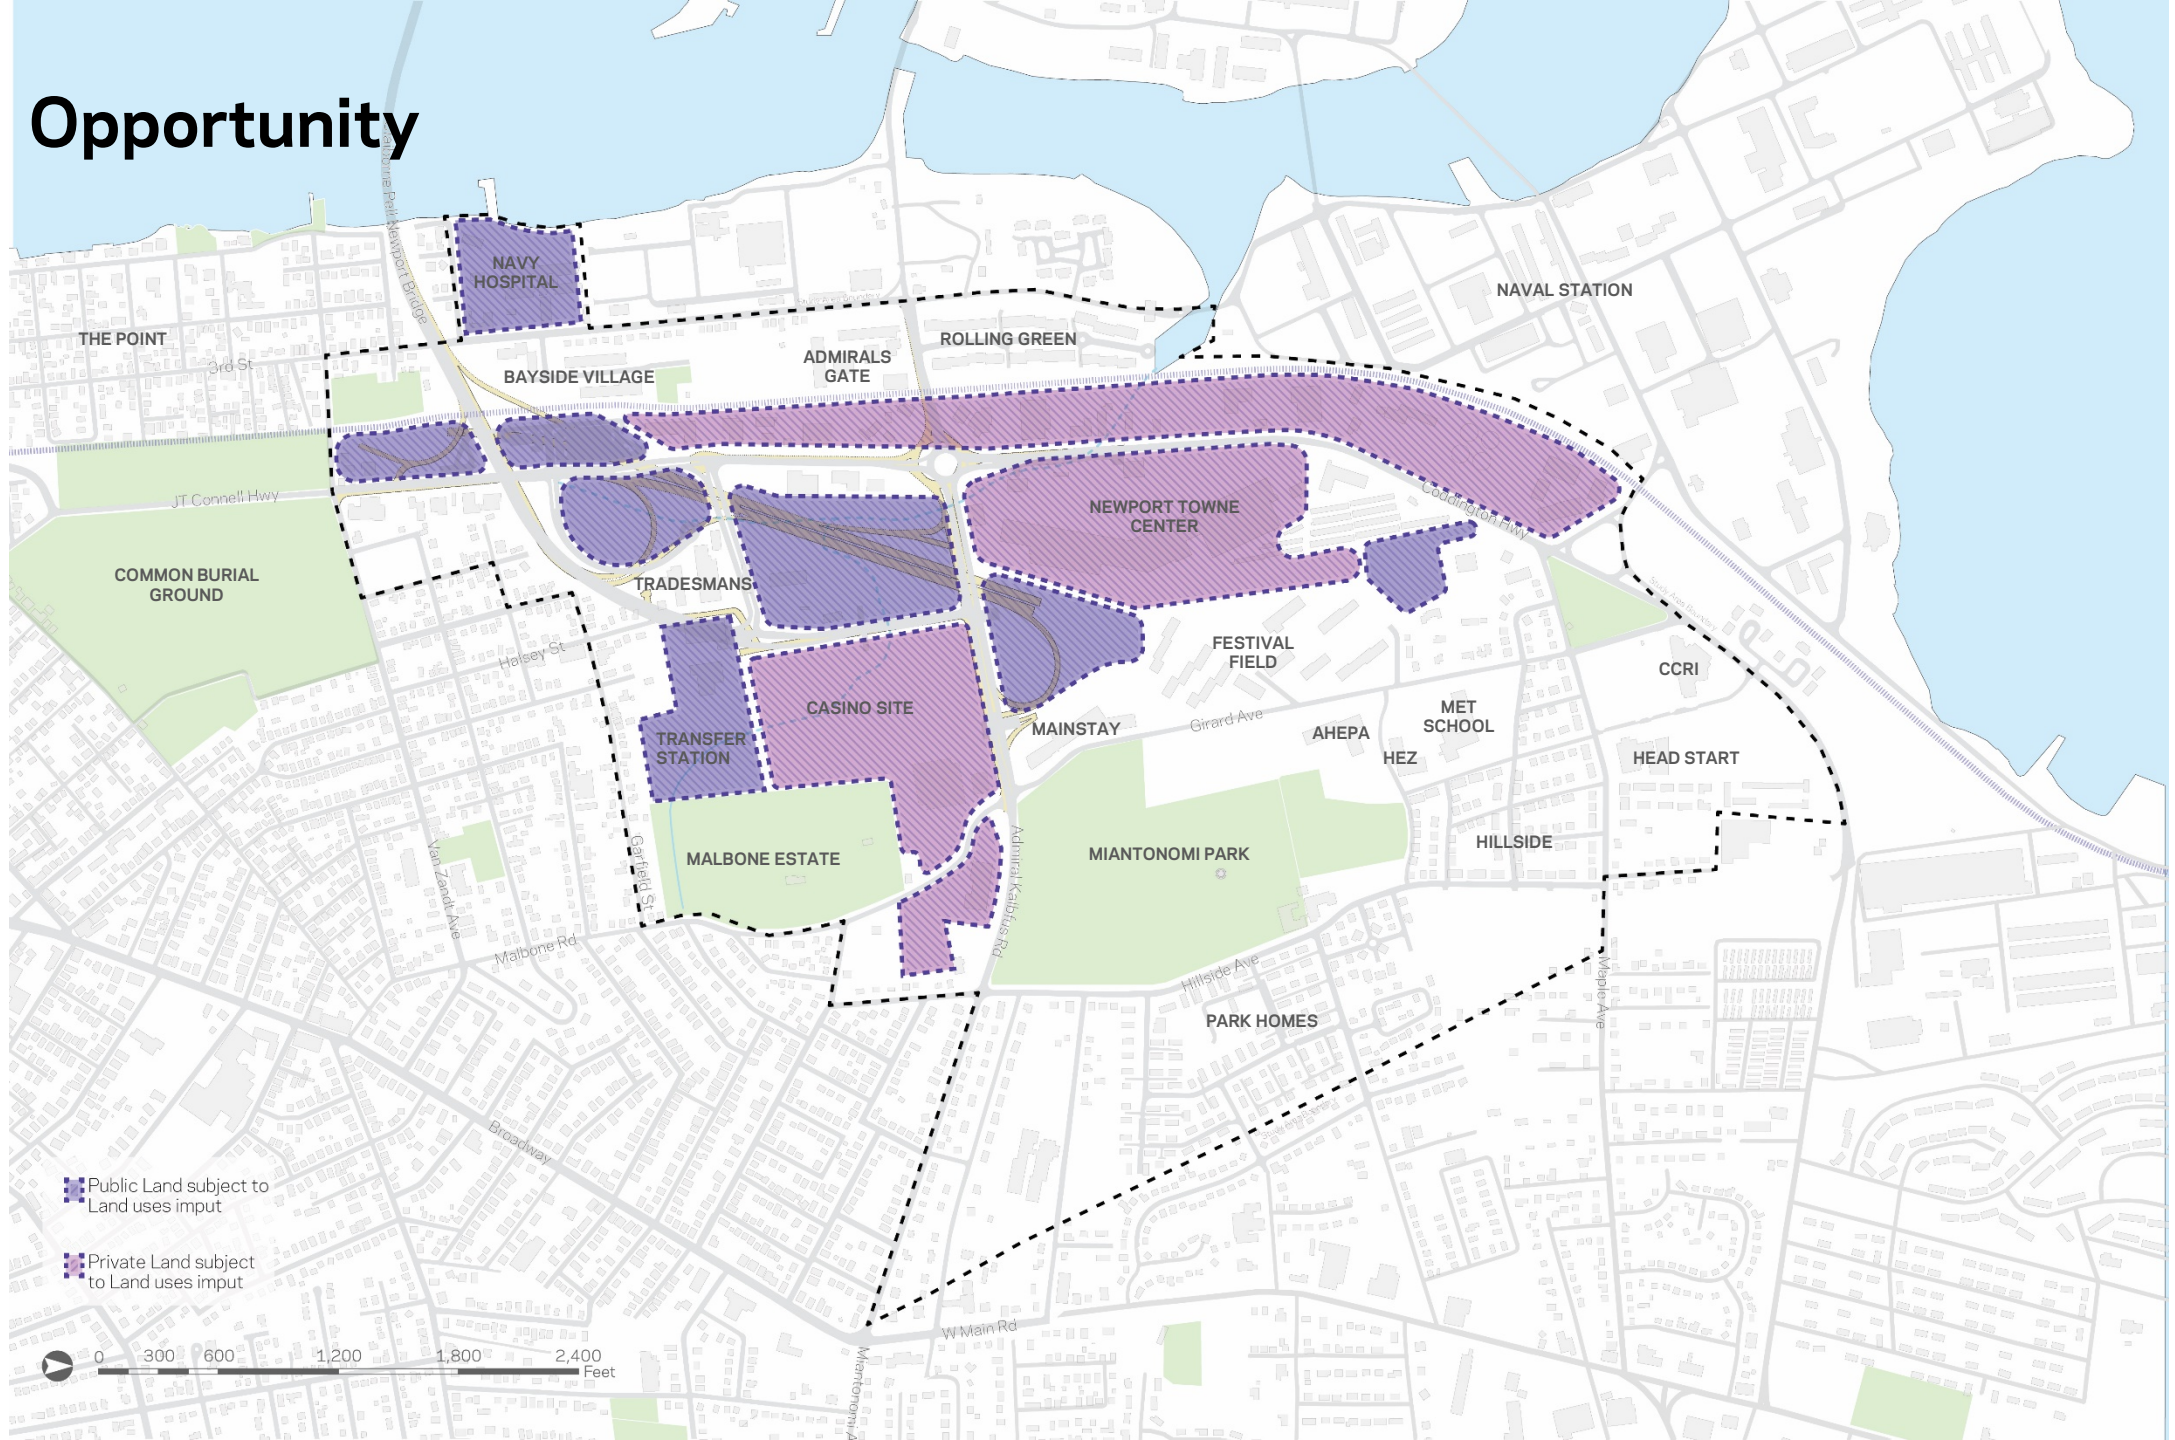 Opportunity
Newport Bridge
NAVY
HOSPITAL
THE POINT
3rd St
BAYSIDE VILLAGE
ADMIRALS
GATE
ROLLING GREEN
NAVAL STATION
JT Connell Hwy
COMMON BURIAL
GROUND
TRADESMANS
NEWPORT TOWNE
CENTER
Coddington Hwy
FESTIVAL
FIELD
CCRI
Halsey St
TRANSFER
STATION
CASINO SITE
MAINSTAY
Girard Ave
AHEPA
HEZ
MET
SCHOOL
HEAD START
MALBONE ESTATE
MIANTONOMI PARK
HILLSIDE
Van Zandt Ave
Garfield St
Malbone Rd
Admiral Kalbfus Rd
Hillside Ave
Maple Ave
PARK HOMES
Broadway
W Main Rd
Miantonomi A
Public Land subject to
Land uses imput
Private Land subject
to Land uses imput
0 300 600 1,200 1,800 2,400
Feet